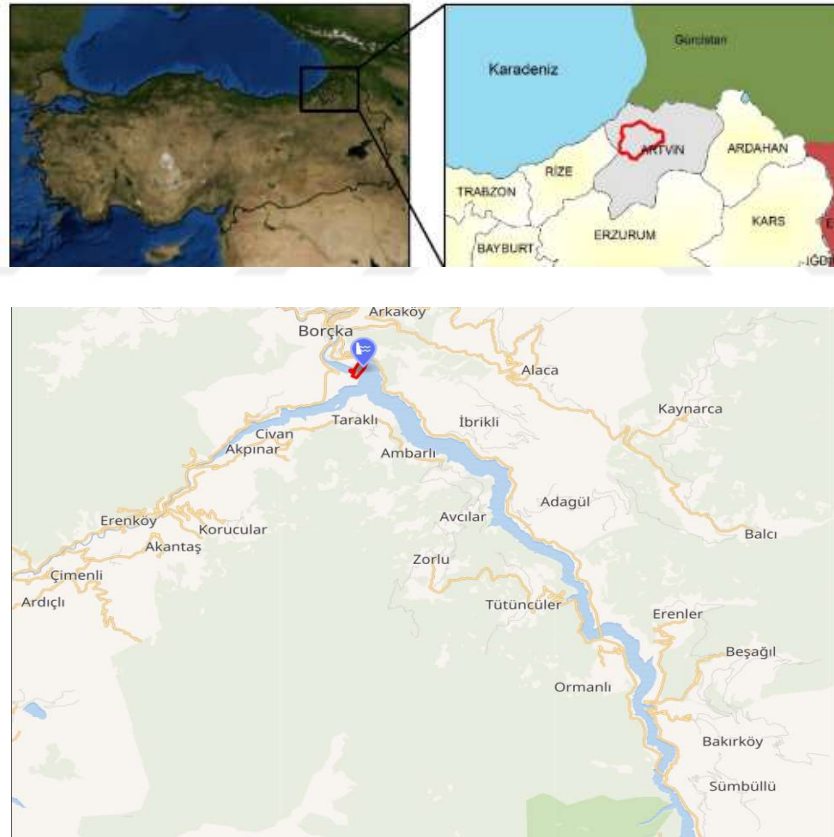 Gürcistan
Karadeniz
ARTVİN
ARDAHAN
RİZE
TRABZON
KARS
BAYBURT
ERZURUM
Arkaköy
Borçka
Alaca
Kaynarca
Taraklı
İbrikli
Civan
Akpınar
Ambarlı
Adagül
Avcılar
Erenköy
Korucular
Balcı
Akantaş
Zorlu
Çimenli
Ardıçlı
Tütüncüler
Erenler
Beşağıl
Ormanlı
Bakırköy
Sümbüllü